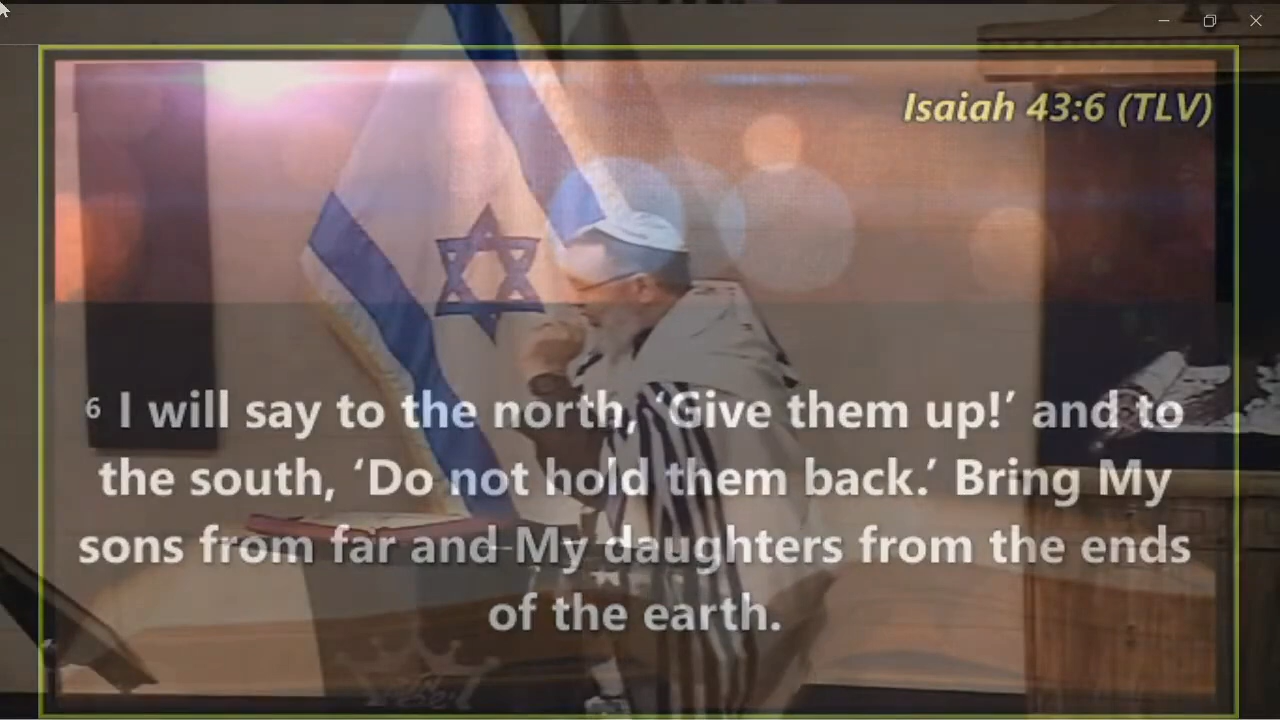 Isaiah 43:6 (TLV)
6 I will say to the north, ‘Give them up!’ and to
the south, ‘Do not hold them back.’ Bring My
sons from far and My daughters from the ends
of the earth.